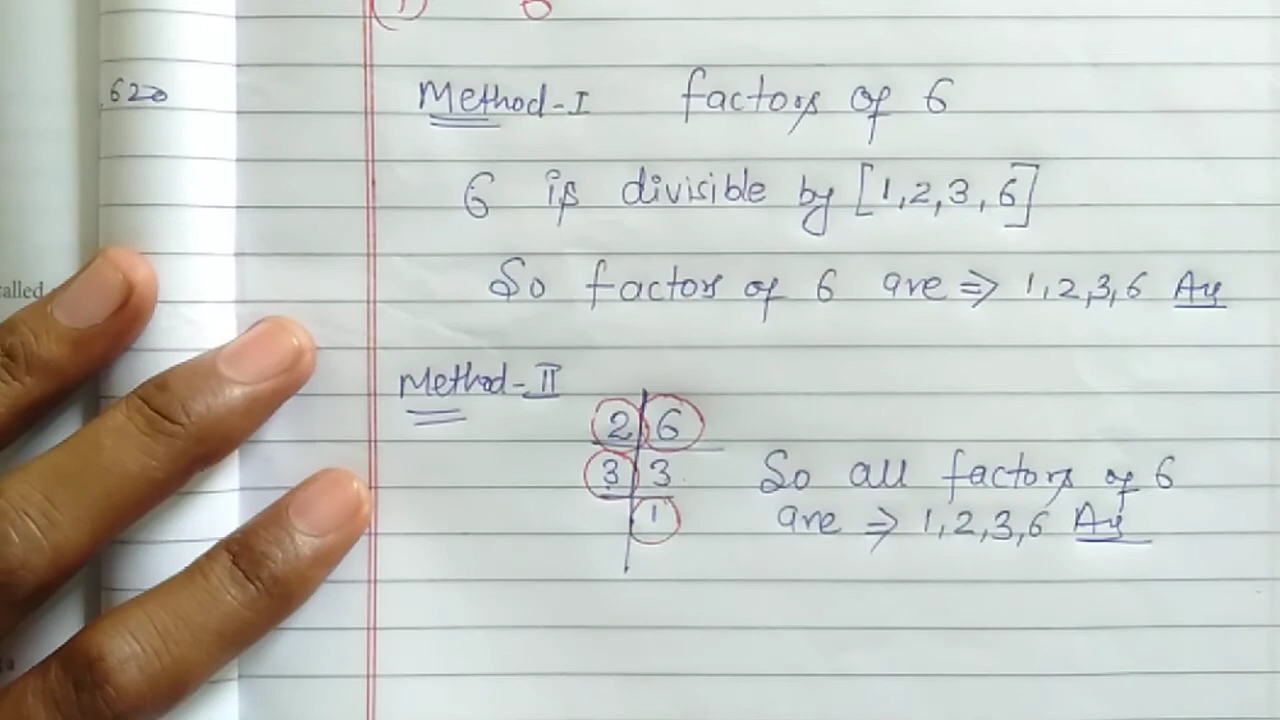 620
Method-I factors of 6
6 is divisible by [1,2,3,6]
So factors of 6 are ⇒ 1,2,3,6 Ans
Method-II
2 6
3 3
1
So all factors of 6
are ⇒ 1,2,3,6 Ans